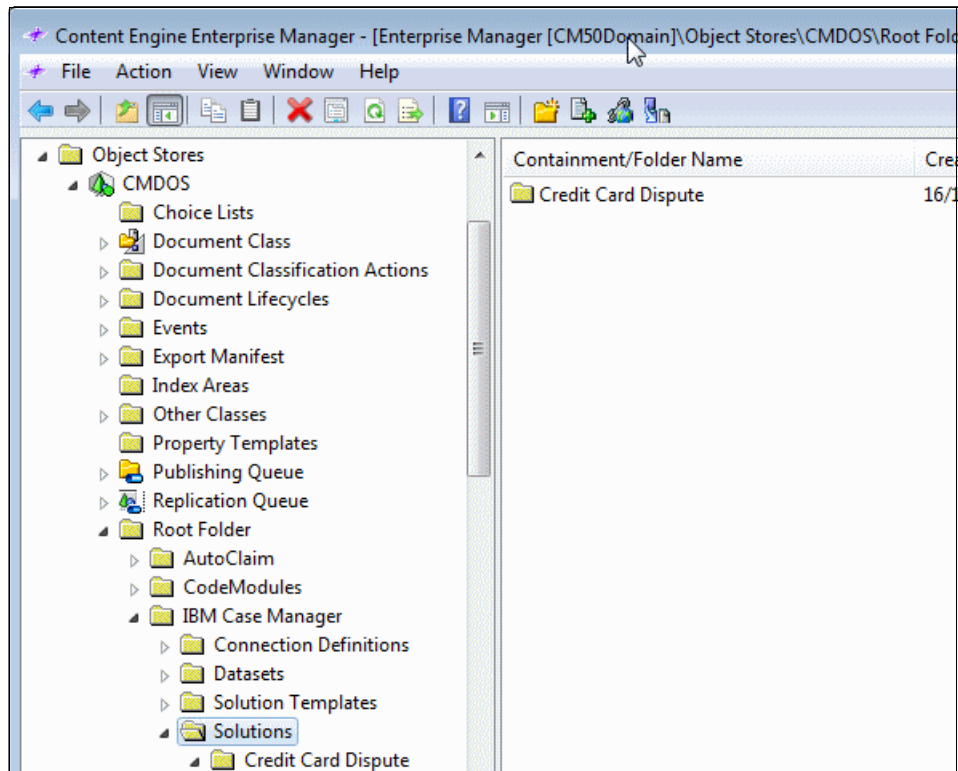 Content Engine Enterprise Manager - [Enterprise Manager [CM50Domain]\Object Stores\CMDOS\Root Fold
File Action View Window Help
Object Stores
CMDOS
Choice Lists
Document Class
Document Classification Actions
Document Lifecycles
Events
Export Manifest
Index Areas
Other Classes
Property Templates
Publishing Queue
Replication Queue
Root Folder
AutoClaim
CodeModules
IBM Case Manager
Connection Definitions
Datasets
Solution Templates
Solutions
Credit Card Dispute
Containment/Folder Name Crea
Credit Card Dispute 16/1